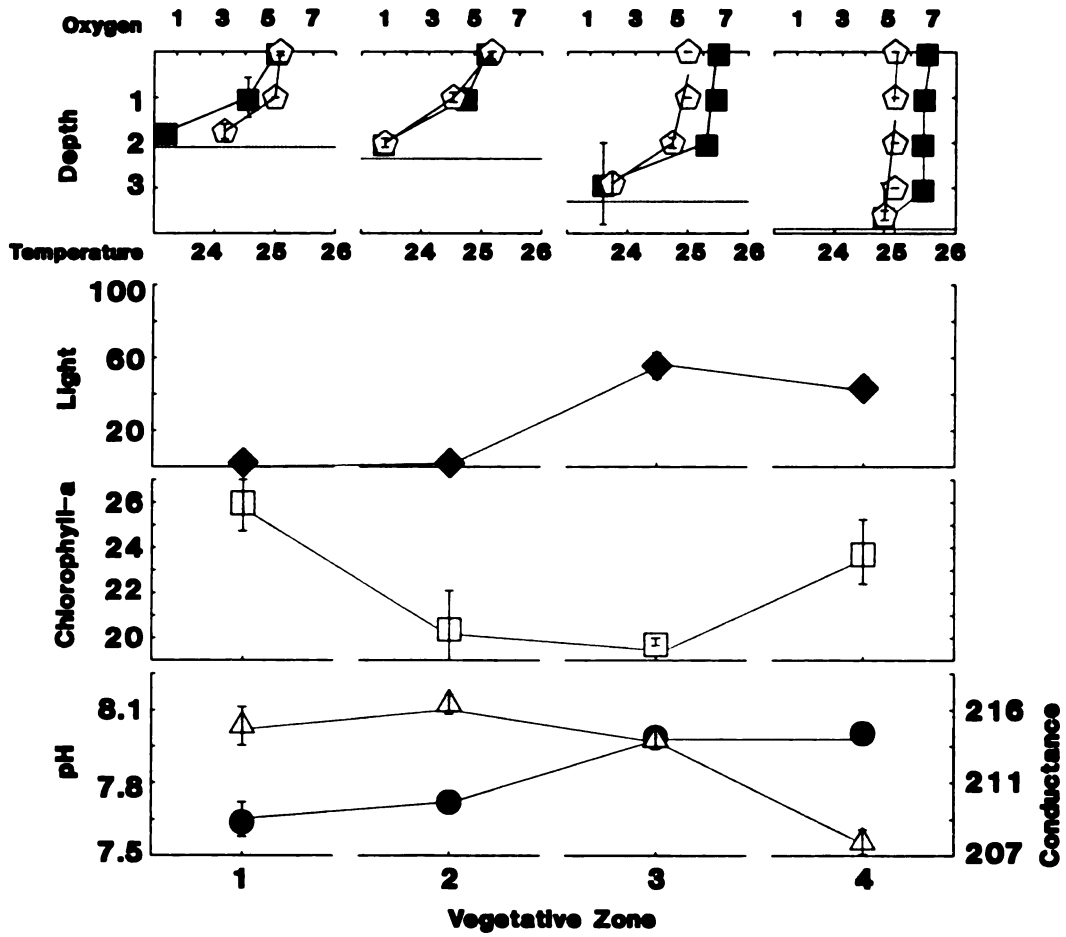 Oxygen 1 3 5 7 1 3 5 7 1 3 5 7 1 3 5 7
Depth
1
2
3
Temperature 24 25 26 24 25 26 24 25 26 24 25 26
Light
100
60
20
Chlorophyll-a
26
24
22
20
pH
8.1
7.8
7.5
216
211
207
Conductance
1 2 3 4
Vegetative Zone